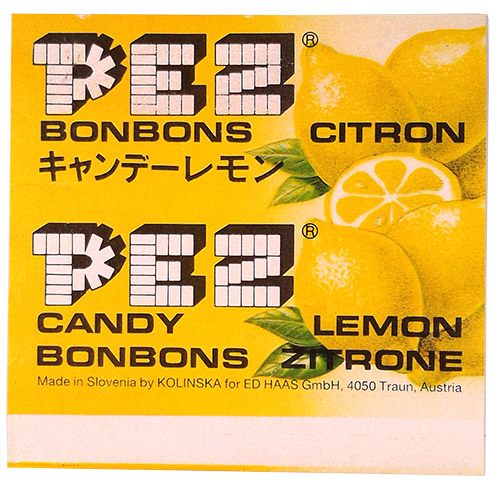 PEZ®
BONBONS CITRON
キャンデーレモン
PEZ®
CANDY LEMON
BONBONS ZITRONE
Made in Slovenia by KOLINSKA for ED HAAS GmbH, 4050 Traun, Austria